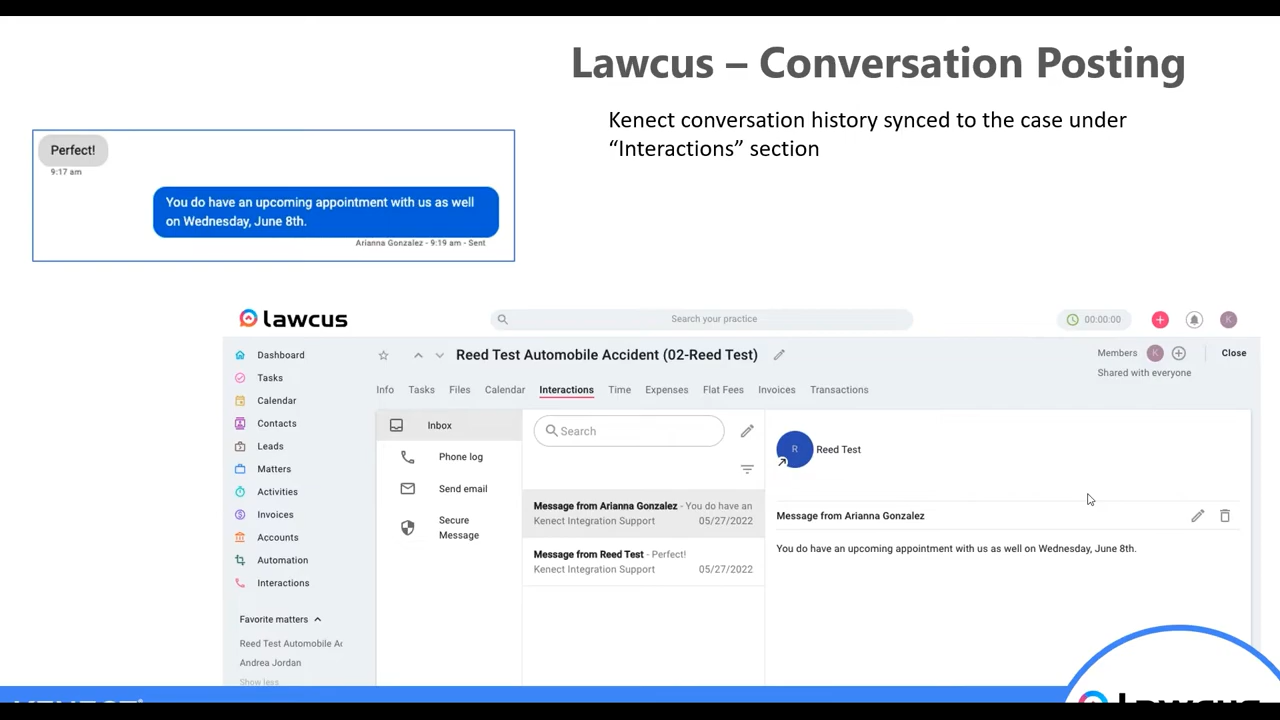 Lawcus – Conversation Posting
Kenect conversation history synced to the case under
“Interactions” section
Perfect!
9:17 am
You do have an upcoming appointment with us as well
on Wednesday, June 8th.
Arianna Gonzalez - 9:19 am - Sent
lawcus
Search your practice
00:00:00
K
Dashboard
Tasks
Calendar
Contacts
Leads
Matters
Activities
Invoices
Accounts
Automation
Interactions
Favorite matters
Reed Test Automobile Ac
Andrea Jordan
Show less
Reed Test Automobile Accident (02-Reed Test)
Members K
Close
Shared with everyone
Info Tasks Files Calendar Interactions Time Expenses Flat Fees Invoices Transactions
Inbox
Phone log
Send email
Secure
Message
Search
Message from Arianna Gonzalez - You do have an
Kenect Integration Support 05/27/2022
Message from Reed Test - Perfect!
Kenect Integration Support 05/27/2022
R Reed Test
Message from Arianna Gonzalez
You do have an upcoming appointment with us as well on Wednesday, June 8th.
KENECT
lawcus